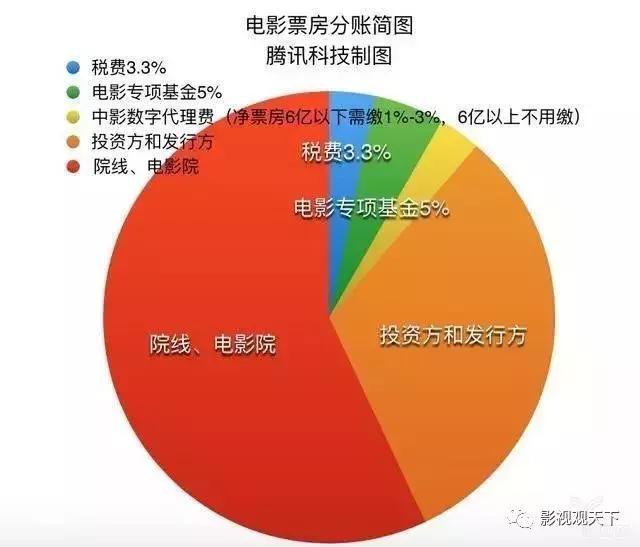 电影票房分账简图
腾讯科技制图
税费3.3%
电影专项基金5%
中影数字代理费（净票房6亿以下需缴1%-3%，6亿以上不用缴）
投资方和发行方
院线、电影院
税费3.3%
电影专项基金5%
投资方和发行方
院线、电影院
影视观天下